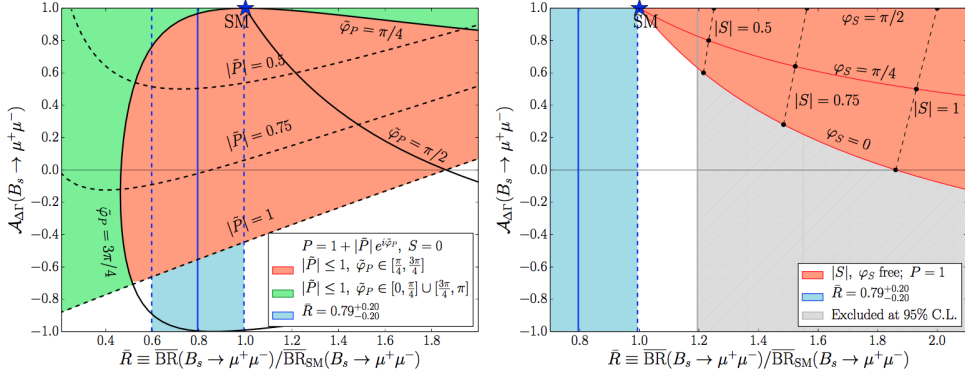 SM
φ̃_P = π/4
|P̃| = 0.5
|P̃| = 0.75
φ̃_P = π/2
|P̃| = 1
φ̃_P = 3π/4
P = 1 + |P̃| e^{iφ̃_P}, S = 0
|P̃| ≤ 1, φ̃_P ∈ [π/4, 3π/4]
|P̃| ≤ 1, φ̃_P ∈ [0, π/4] ∪ [3π/4, π]
R̄ = 0.79^{+0.20}_{-0.20}
1.0
0.8
0.6
0.4
0.2
0.0
−0.2
−0.4
−0.6
−0.8
−1.0
0.4 0.6 0.8 1.0 1.2 1.4 1.6 1.8
A_{ΔΓ}(B_s → μ⁺μ⁻)
R̄ ≡ B̅R̅(B_s → μ⁺μ⁻)/B̅R̅_{SM}(B_s → μ⁺μ⁻)
SM
|S| = 0.5
φ_S = π/2
φ_S = π/4
|S| = 0.75
|S| = 1
φ_S = 0
|S|, φ_S free; P = 1
R̄ = 0.79^{+0.20}_{-0.20}
Excluded at 95% C.L.
1.0
0.8
0.6
0.4
0.2
0.0
−0.2
−0.4
−0.6
−0.8
−1.0
0.8 1.0 1.2 1.4 1.6 1.8 2.0
A_{ΔΓ}(B_s → μ⁺μ⁻)
R̄ ≡ B̅R̅(B_s → μ⁺μ⁻)/B̅R̅_{SM}(B_s → μ⁺μ⁻)